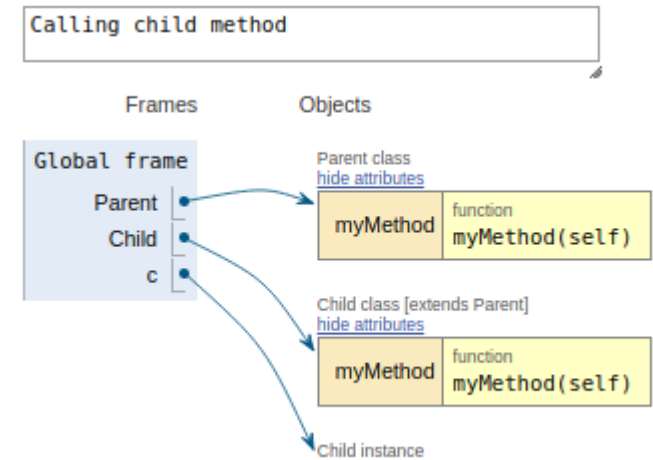 Calling child method
Frames Objects
Global frame
Parent
Child
c
Parent class
hide attributes
myMethod
function
myMethod(self)
Child class [extends Parent]
hide attributes
myMethod
function
myMethod(self)
Child instance